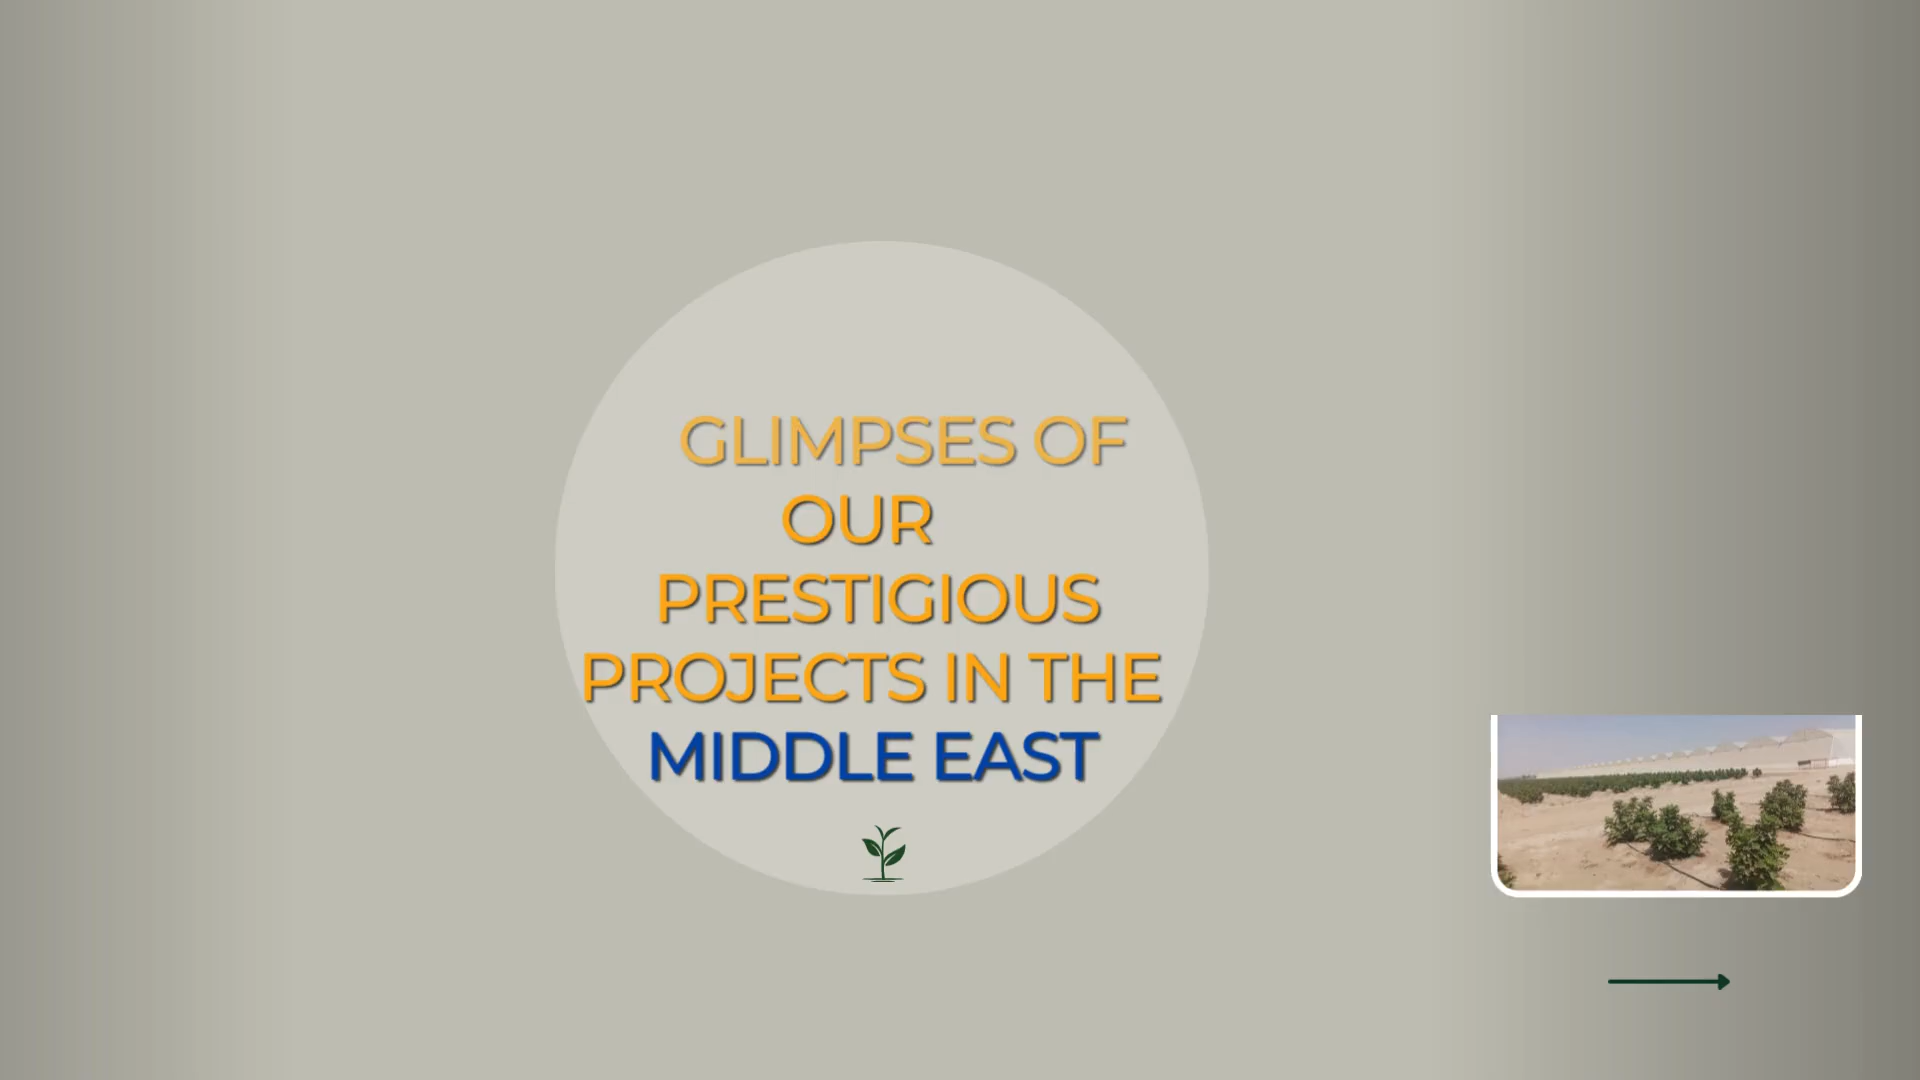 GLIMPSES OF
OUR
PRESTIGIOUS
PROJECTS IN THE
MIDDLE EAST